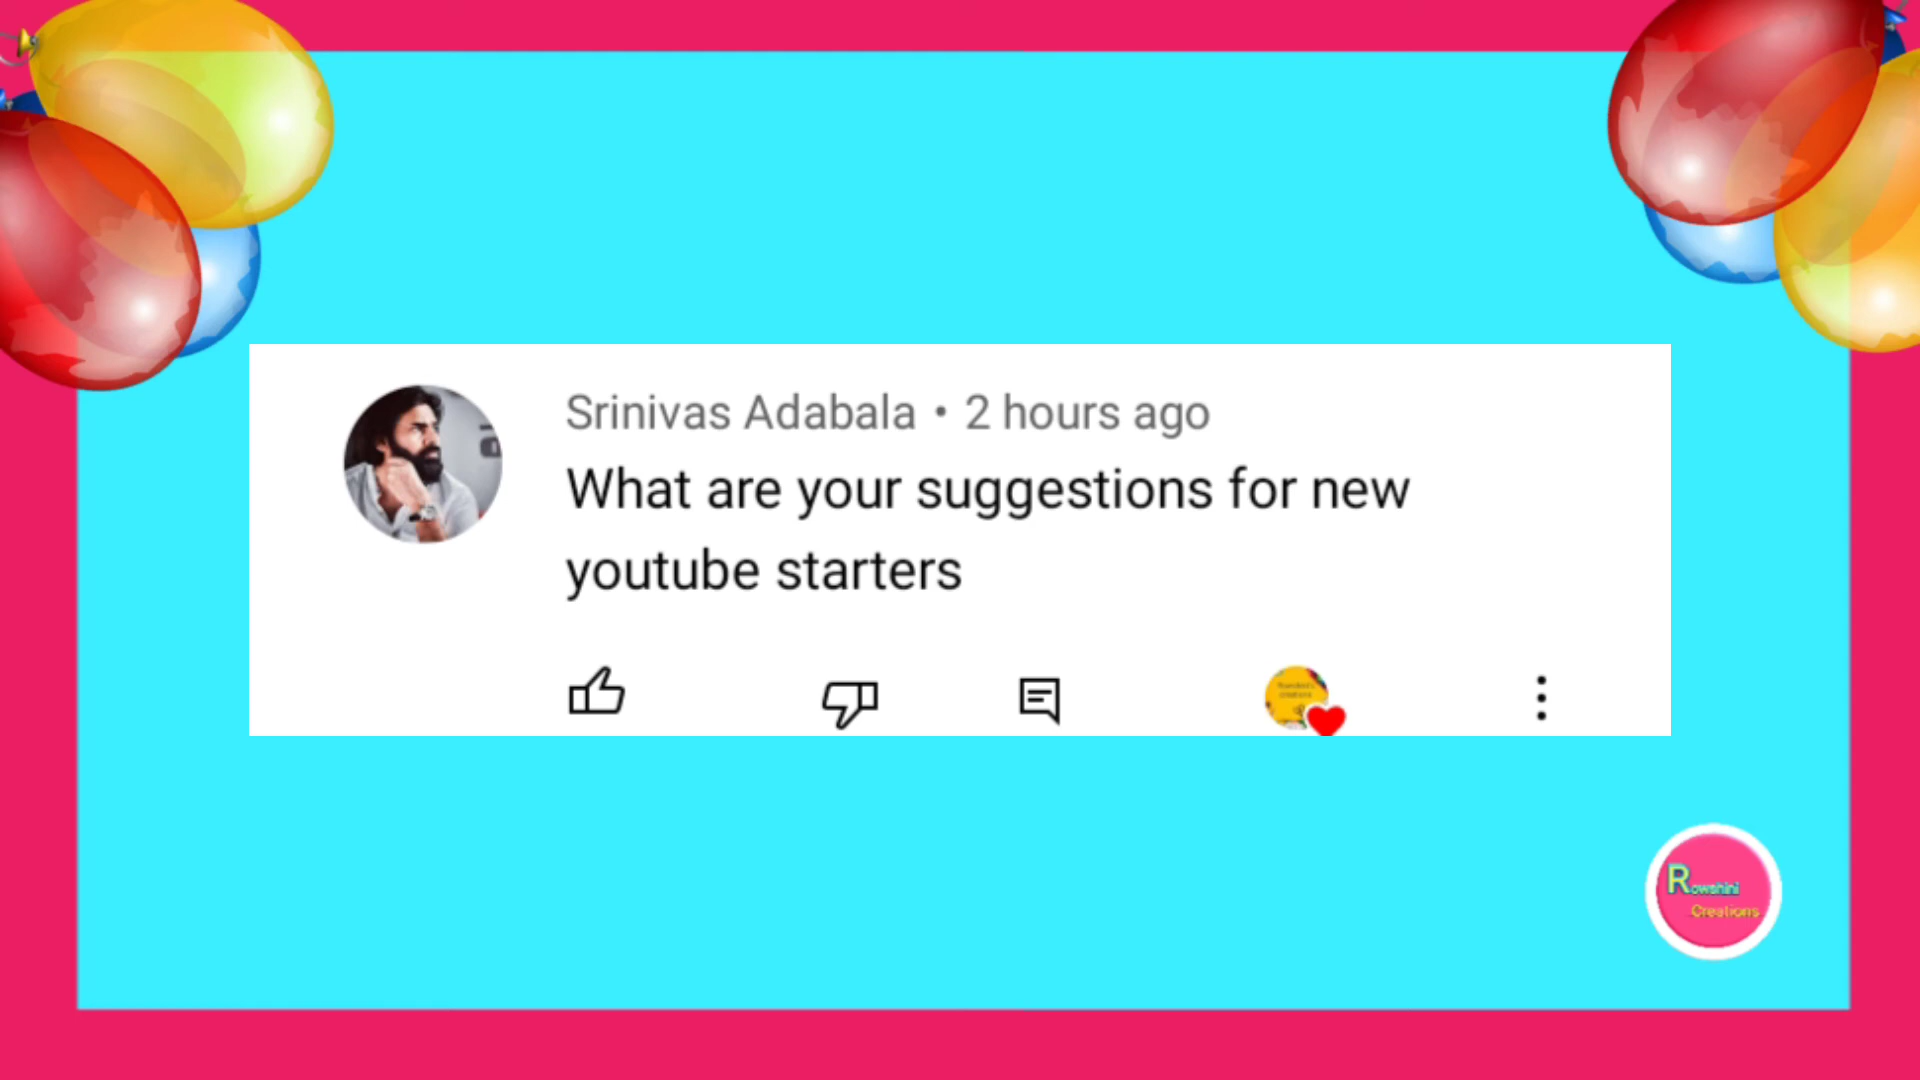 Srinivas Adabala • 2 hours ago
What are your suggestions for new
youtube starters
Rowshini
Creations